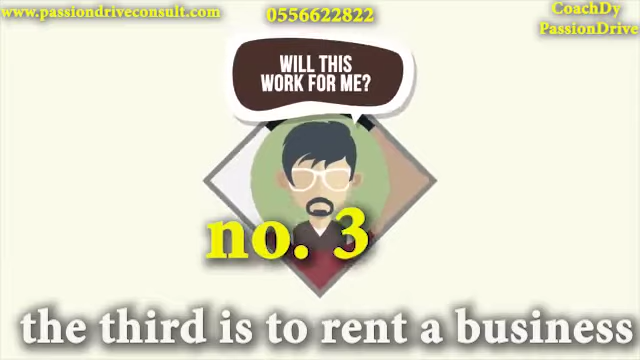 www.passiondriveconsult.com
0556622822
CoachDy
PassionDrive
WILL THIS
WORK FOR ME?
no. 3
the third is to rent a business